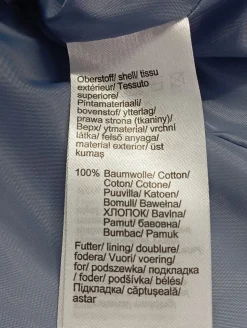 Oberstoff/ shell/ tissu
extérieur/ Tessuto
superiore/
Pintamateriaali/
bovenstof/ ytterlag/
prawa strona (tkaniny)/
Верх/ ytmaterial/ vrchní
látka/ felső anyaga/
material exterior/ üst
kumaş
100% Baumwolle/ Cotton/
Coton/ Cotone/
Puuvilla/ Katoen/
Bomull/ Bawełna/
ХЛОПОК/ Bavlna/
Pamut/ бавовна/
Bumbac/ Pamuk
Futter/ lining/ doublure/
fodera/ Vuori/ voering/
for/ podszewka/ подкладка
/ foder/ podšívka/ bélés/
Підкладка/ căptuşeală/
astar